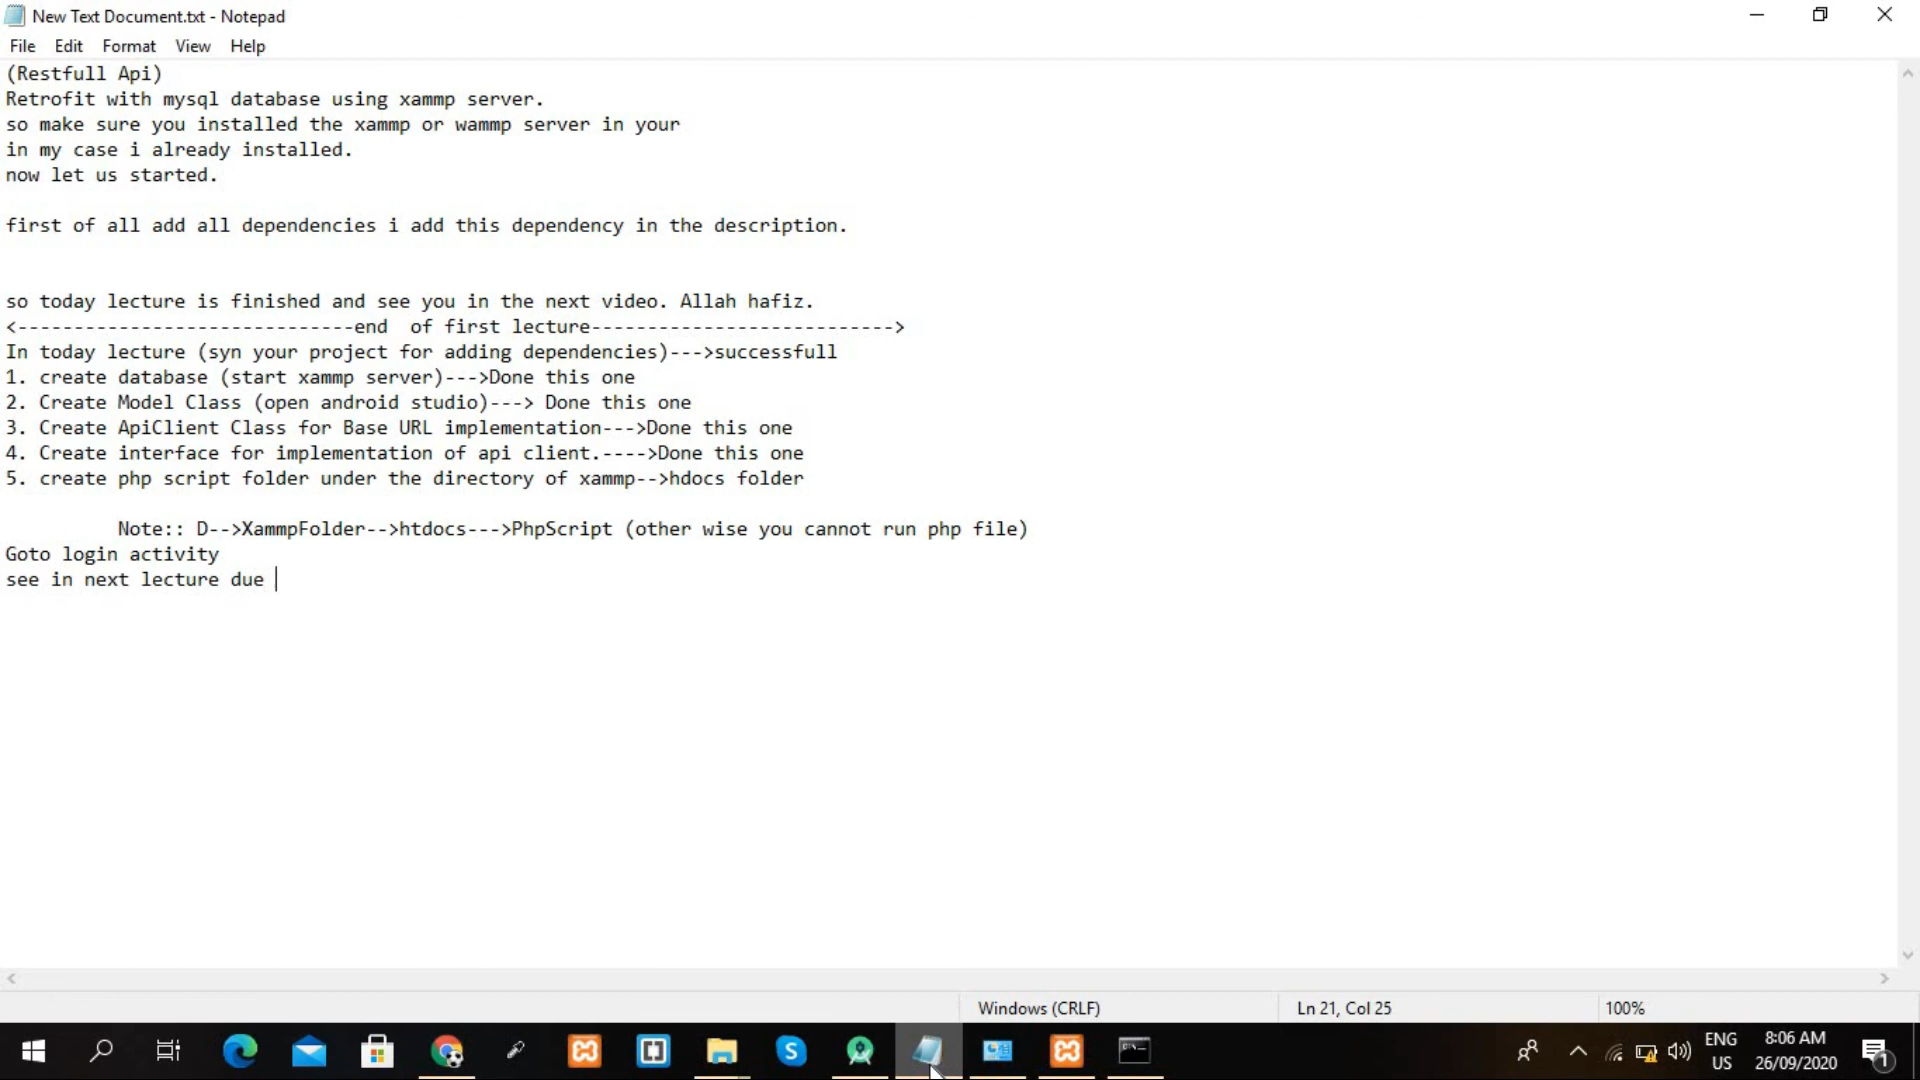 New Text Document.txt - Notepad
File Edit Format View Help
(Restfull Api)
Retrofit with mysql database using xammp server.
so make sure you installed the xammp or wammp server in your
in my case i already installed.
now let us started.
first of all add all dependencies i add this dependency in the description.
so today lecture is finished and see you in the next video. Allah hafiz.
<------------------------------end  of first lecture--------------------------->
In today lecture (syn your project for adding dependencies)--->successfull
1. create database (start xammp server)--->Done this one
2. Create Model Class (open android studio)---> Done this one
3. Create ApiClient Class for Base URL implementation--->Done this one
4. Create interface for implementation of api client.---->Done this one
5. create php script folder under the directory of xammp-->hdocs folder
Note:: D-->XammpFolder-->htdocs--->PhpScript (other wise you cannot run php file)
Goto login activity
see in next lecture due
Windows (CRLF) Ln 21, Col 25 100%
ENG 8:06 AM
US 26/09/2020 1